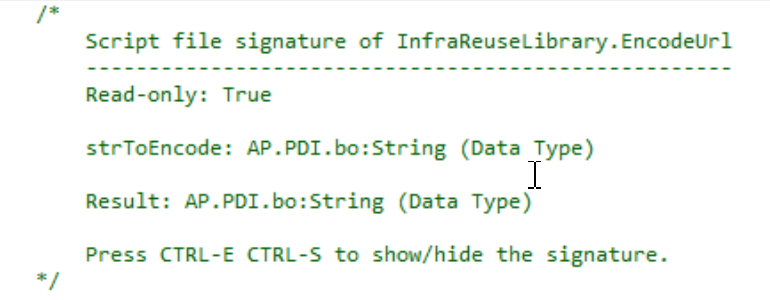 /*
Script file signature of InfraReuseLibrary.EncodeUrl
----------------------------------------------------
Read-only: True
strToEncode: AP.PDI.bo:String (Data Type)
Result: AP.PDI.bo:String (Data Type)
Press CTRL-E CTRL-S to show/hide the signature.
*/